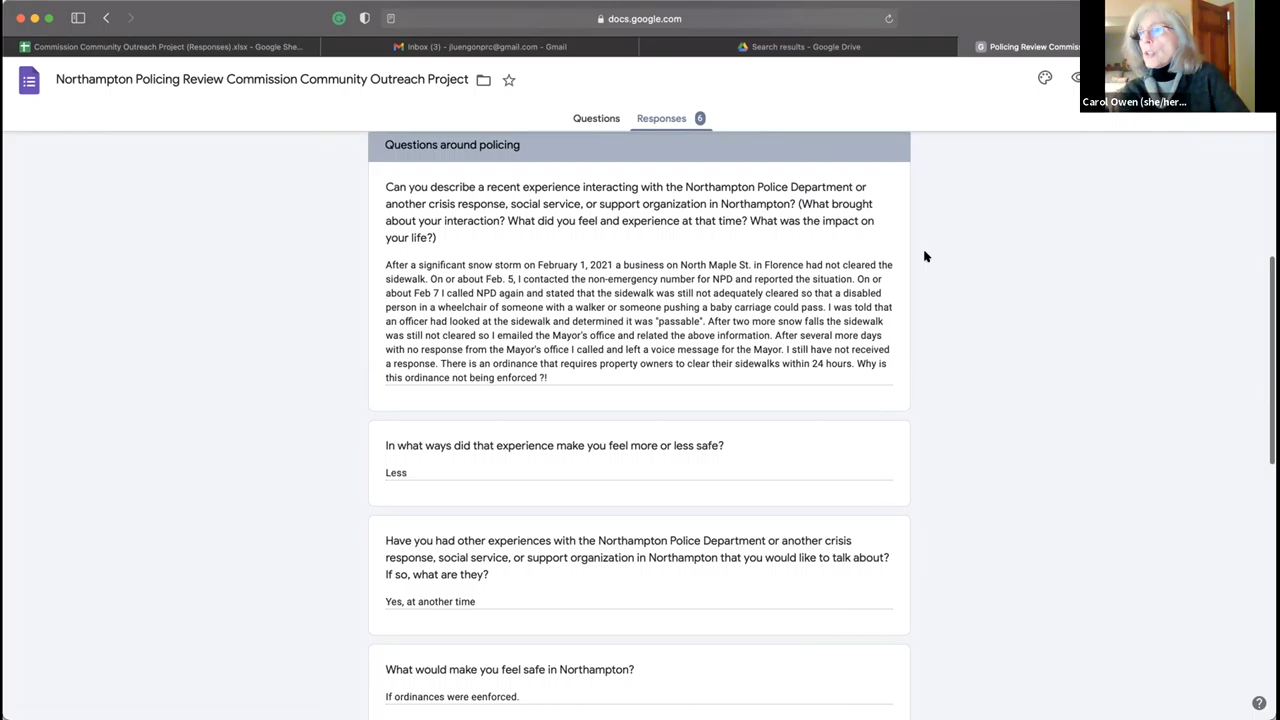 docs.google.com
Commission Community Outreach Project (Responses).xlsx - Google She...
Inbox (3) - jluengonprc@gmail.com - Gmail
Search results - Google Drive
Policing Review Commiss
Carol Owen (she/her...
Northampton Policing Review Commission Community Outreach Project
Questions
Responses 6
Questions around policing
Can you describe a recent experience interacting with the Northampton Police Department or
another crisis response, social service, or support organization in Northampton? (What brought
about your interaction? What did you feel and experience at that time? What was the impact on
your life?)
After a significant snow storm on February 1, 2021 a business on North Maple St. in Florence had not cleared the
sidewalk. On or about Feb. 5, I contacted the non-emergency number for NPD and reported the situation. On or
about Feb 7 I called NPD again and stated that the sidewalk was still not adequately cleared so that a disabled
person in a wheelchair of someone with a walker or someone pushing a baby carriage could pass. I was told that
an officer had looked at the sidewalk and determined it was "passable". After two more snow falls the sidewalk
was still not cleared so I emailed the Mayor's office and related the above information. After several more days
with no response from the Mayor's office I called and left a voice message for the Mayor. I still have not received
a response. There is an ordinance that requires property owners to clear their sidewalks within 24 hours. Why is
this ordinance not being enforced ?!
In what ways did that experience make you feel more or less safe?
Less
Have you had other experiences with the Northampton Police Department or another crisis
response, social service, or support organization in Northampton that you would like to talk about?
If so, what are they?
Yes, at another time
What would make you feel safe in Northampton?
If ordinances were eenforced.